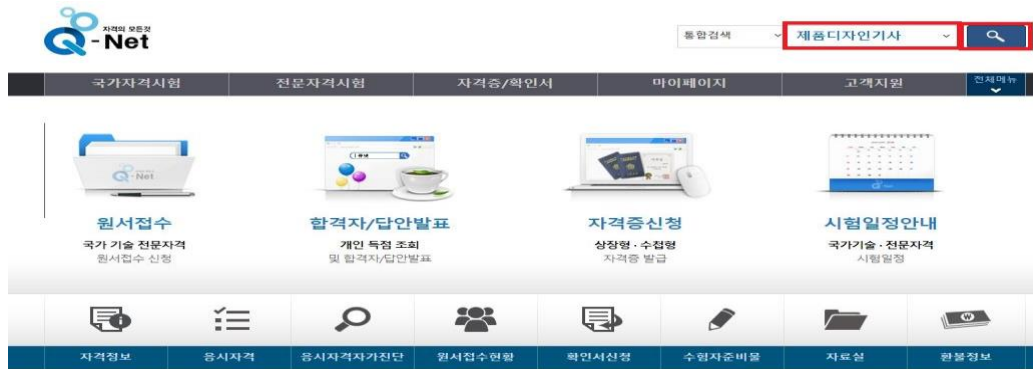 자격의 모든것
Q-Net
통합검색
제품디자인기사
국가자격시험
전문자격시험
자격증/확인서
마이페이지
고객지원
전체메뉴
Q-Net
원서접수
국가 기술 전문자격
원서접수 신청
합격자/답안발표
개인 득점 조회
및 합격자/답안발표
자격증신청
상장형·수첩형
자격증 발급
시험일정안내
국가기술·전문자격
시험일정
자격정보
응시자격
응시자격자가진단
원서접수현황
확인서신청
수험자준비물
자료실
환불정보